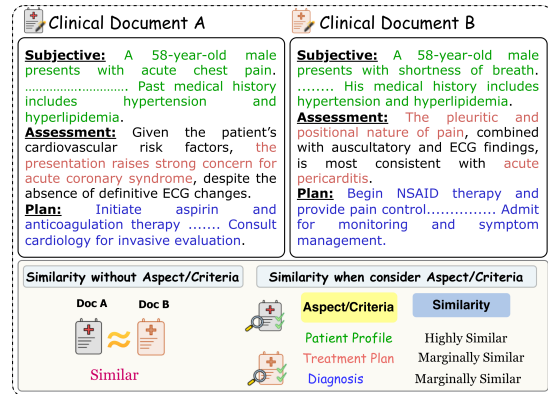 Clinical Document A
Subjective: A 58-year-old male
presents with acute chest pain.
............................ Past medical history
includes hypertension and
hyperlipidemia.
Assessment: Given the patient's
cardiovascular risk factors, the
presentation raises strong concern for
acute coronary syndrome, despite the
absence of definitive ECG changes.
Plan: Initiate aspirin and
anticoagulation therapy ....... Consult
cardiology for invasive evaluation.
Clinical Document B
Subjective: A 58-year-old male
presents with shortness of breath.
........ His medical history includes
hypertension and hyperlipidemia.
Assessment: The pleuritic and
positional nature of pain, combined
with auscultatory and ECG findings,
is most consistent with acute
pericarditis.
Plan: Begin NSAID therapy and
provide pain control............... Admit
for monitoring and symptom
management.
Similarity without Aspect/Criteria
Doc A Doc B
≈
Similar
Similarity when consider Aspect/Criteria
Aspect/Criteria Similarity
Patient Profile Highly Similar
Treatment Plan Marginally Similar
Diagnosis Marginally Similar